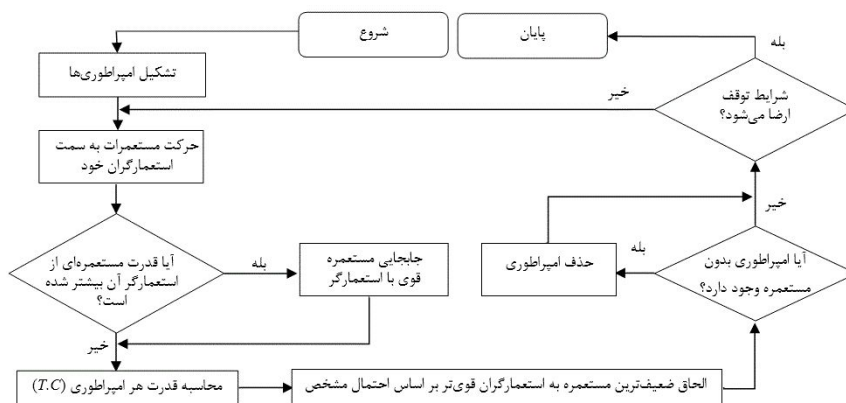 شروع
پایان
تشکیل امپراطوری‌ها
بله
شرایط توقف
ارضا می‌شود؟
خیر
حرکت مستعمرات به سمت
استعمارگران خود
آیا قدرت مستعمره‌ای از
استعمارگر آن بیشتر شده
است؟
بله
جابجایی مستعمره
قوی با استعمارگر
خیر
محاسبه قدرت هر امپراطوری (T.C)
الحاق ضعیف‌ترین مستعمره به استعمارگران قوی‌تر بر اساس احتمال مشخص
آیا امپراطوری بدون
مستعمره وجود دارد؟
بله
حذف امپراطوری
خیر